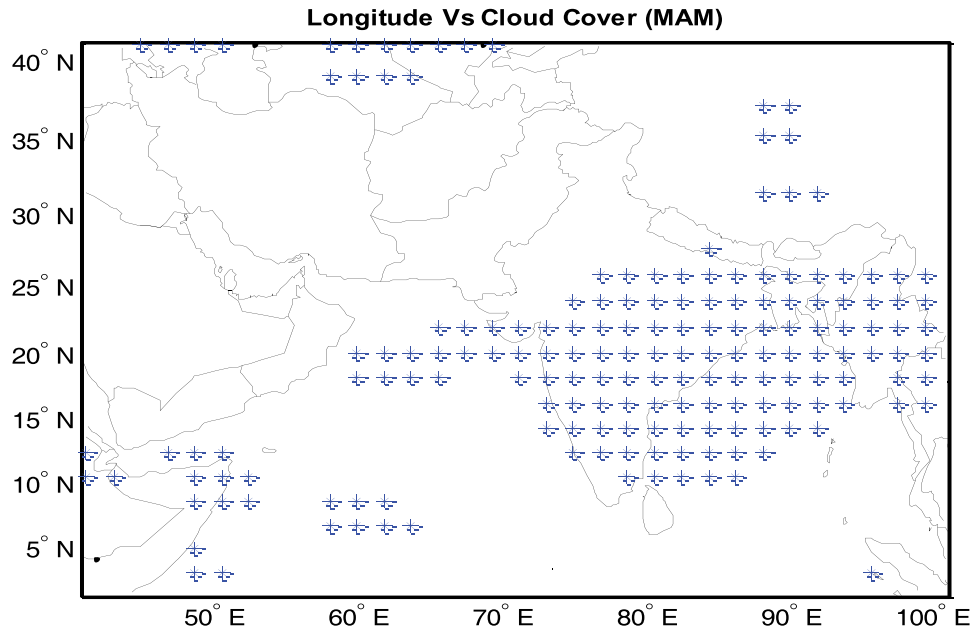 Longitude Vs Cloud Cover (MAM)
40° N
35° N
30° N
25° N
20° N
15° N
10° N
5° N
50° E 60° E 70° E 80° E 90° E 100° E